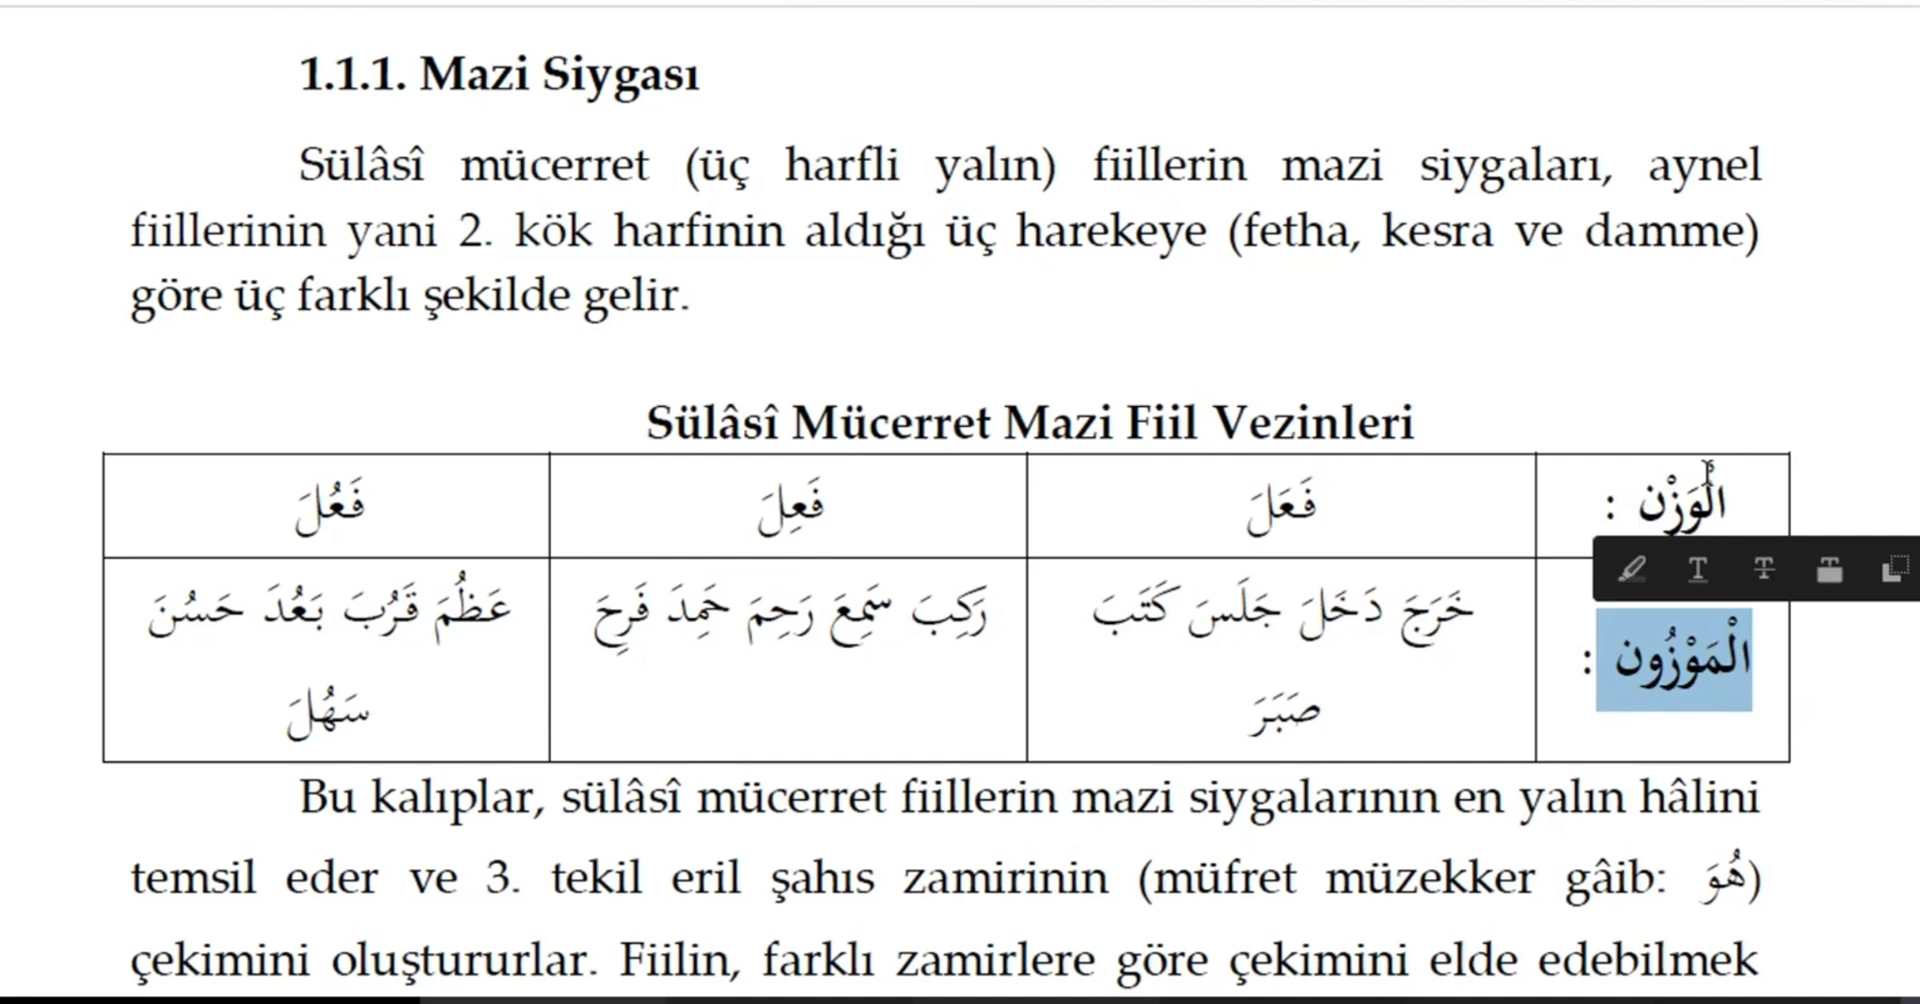 1.1.1. Mazi Siygası
Sülâsî mücerret (üç harfli yalın) fiillerin mazi siygaları, aynel
fiillerinin yani 2. kök harfinin aldığı üç harekeye (fetha, kesra ve damme)
göre üç farklı şekilde gelir.
Sülâsî Mücerret Mazi Fiil Vezinleri
الْوَزْن :
فَعَلَ
فَعِلَ
فَعُلَ
الْمَوْزُون :
خَرَجَ دَخَلَ جَلَسَ كَتَبَ
صَبَرَ
رَكِبَ سَمِعَ رَحِمَ حَمِدَ فَرِحَ
عَظُمَ قَرُبَ بَعُدَ حَسُنَ
سَهُلَ
Bu kalıplar, sülâsî mücerret fiillerin mazi siygalarının en yalın hâlini
temsil eder ve 3. tekil eril şahıs zamirinin (müfret müzekker gâib: هُوَ)
çekimini oluştururlar. Fiilin, farklı zamirlere göre çekimini elde edebilmek